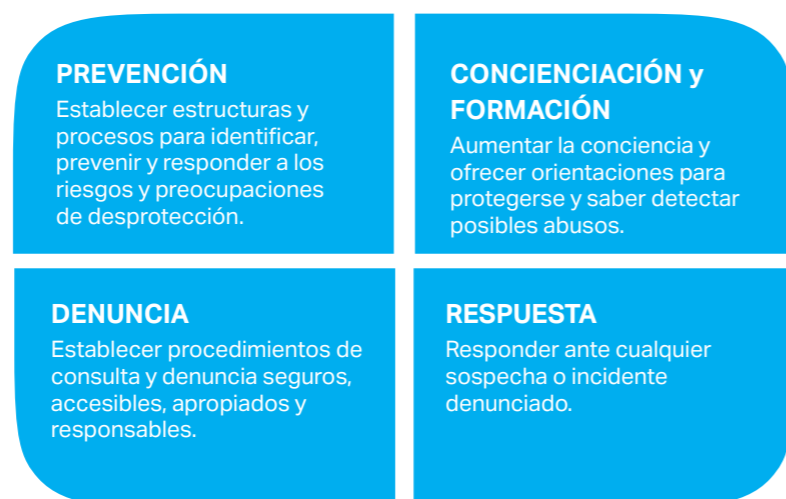 PREVENCIÓN
Establecer estructuras y
procesos para identificar,
prevenir y responder a los
riesgos y preocupaciones
de desprotección.
CONCIENCIACIÓN y
FORMACIÓN
Aumentar la conciencia y
ofrecer orientaciones para
protegerse y saber detectar
posibles abusos.
DENUNCIA
Establecer procedimientos de
consulta y denuncia seguros,
accesibles, apropiados y
responsables.
RESPUESTA
Responder ante cualquier
sospecha o incidente
denunciado.